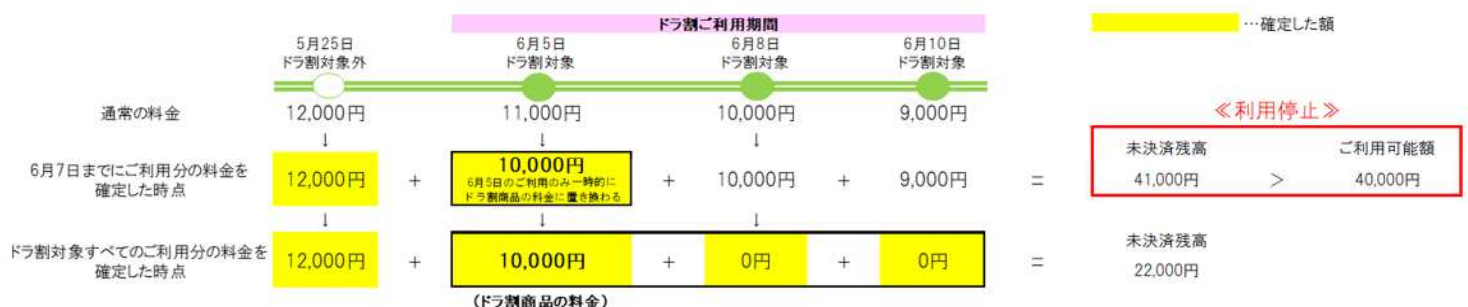 ドラ割ご利用期間
…確定した額
5月25日
ドラ割対象外
6月5日
ドラ割対象
6月8日
ドラ割対象
6月10日
ドラ割対象
通常の料金
12,000円
11,000円
10,000円
9,000円
≪利用停止≫
↓ ↓ ↓
6月7日までにご利用分の料金を
確定した時点
12,000円
+
10,000円
6月5日のご利用のみ一時的に
ドラ割商品の料金に置き換わる
+
10,000円
+
9,000円
=
未決済残高
41,000円
>
ご利用可能額
40,000円
↓ ↓ ↓
ドラ割対象すべてのご利用分の料金を
確定した時点
12,000円
+
10,000円
+
0円
+
0円
=
未決済残高
22,000円
(ドラ割商品の料金)